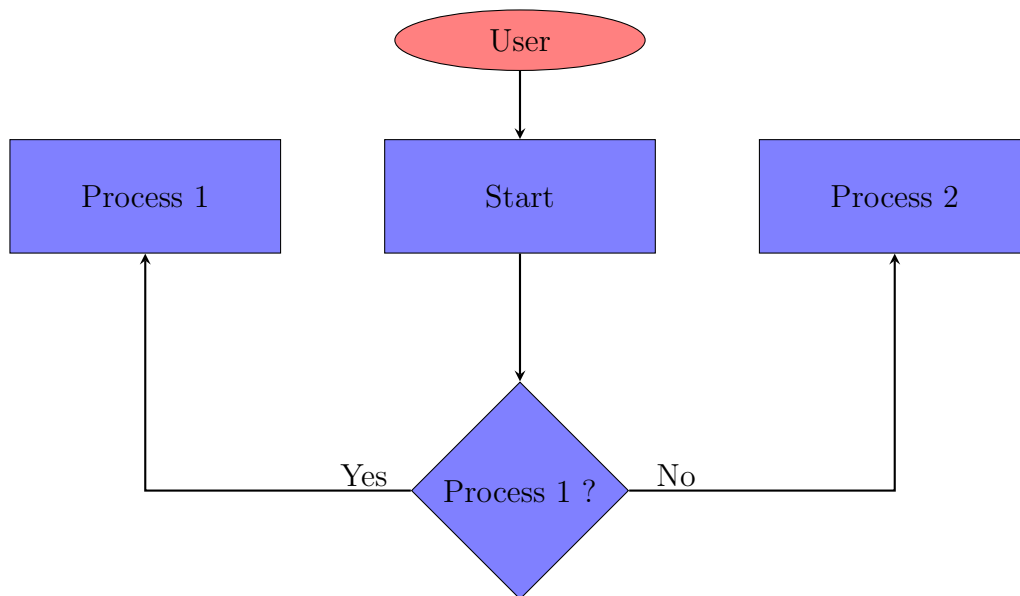 User
Process 1
Start
Process 2
Yes
Process 1 ?
No